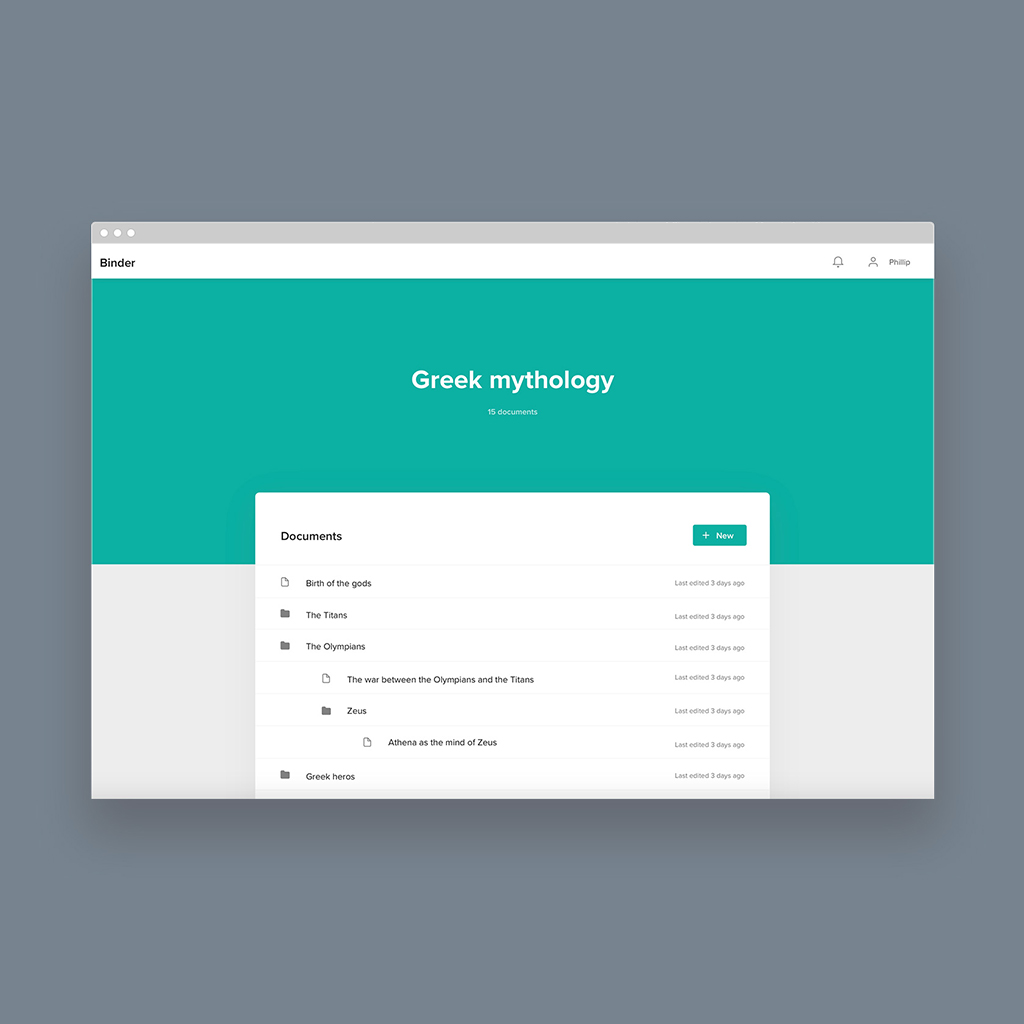 Binder
Phillip
Greek mythology
15 documents
Documents
+ New
Birth of the gods Last edited 3 days ago
The Titans Last edited 3 days ago
The Olympians Last edited 3 days ago
The war between the Olympians and the Titans Last edited 3 days ago
Zeus Last edited 3 days ago
Athena as the mind of Zeus Last edited 3 days ago
Greek heros Last edited 3 days ago